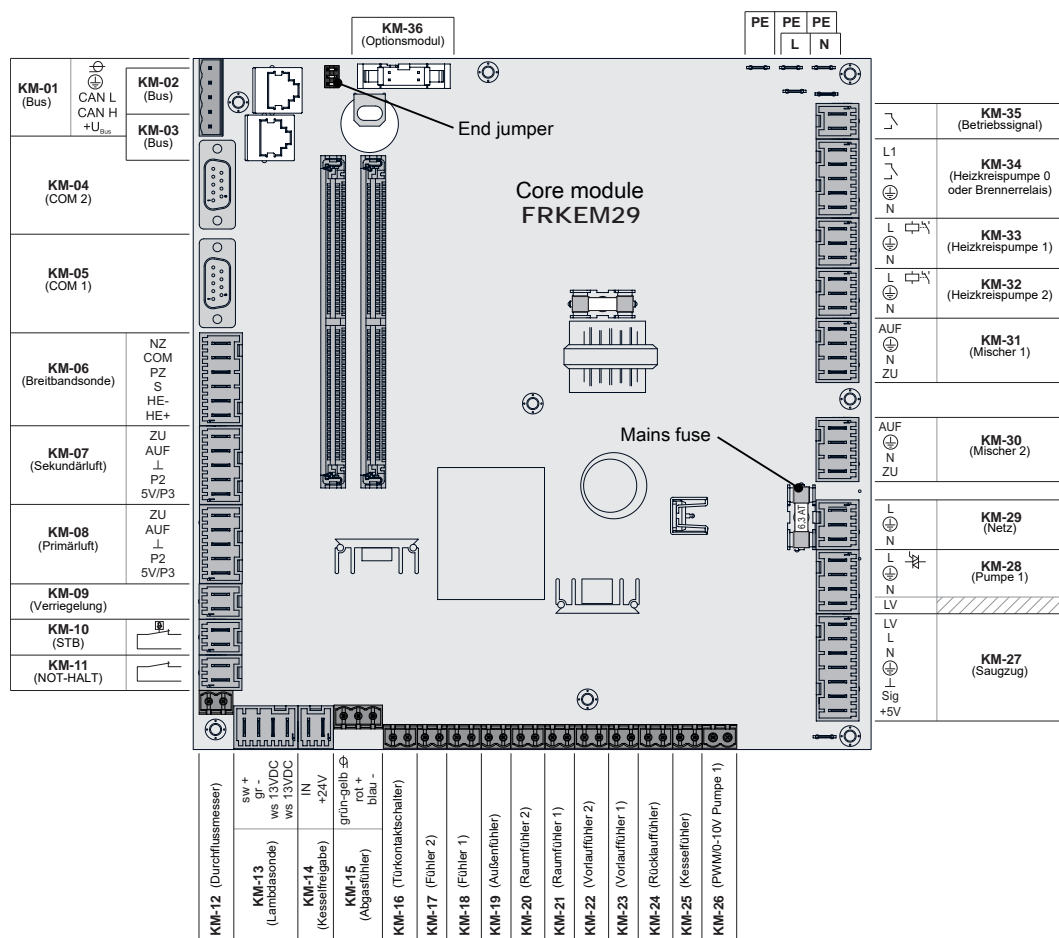 KM-36
(Optionsmodul)
PE PE PE
L N
KM-01
(Bus)
CAN L
CAN H
+U Bus
KM-02
(Bus)
KM-03
(Bus)
KM-04
(COM 2)
KM-05
(COM 1)
KM-06
(Breitbandsonde)
NZ
COM
PZ
S
HE-
HE+
KM-07
(Sekundärluft)
ZU
AUF
⊥
P2
5V/P3
KM-08
(Primärluft)
ZU
AUF
⊥
P2
5V/P3
KM-09
(Verriegelung)
KM-10
(STB)
KM-11
(NOT-HALT)
End jumper
Core module
FRKEM29
Mains fuse
6,3 AT
KM-35
(Betriebssignal)
L1
N
KM-34
(Heizkreispumpe 0
oder Brennerrelais)
L
N
KM-33
(Heizkreispumpe 1)
L
N
KM-32
(Heizkreispumpe 2)
AUF
N
ZU
KM-31
(Mischer 1)
AUF
N
ZU
KM-30
(Mischer 2)
L
N
KM-29
(Netz)
L
N
LV
KM-28
(Pumpe 1)
LV
L
N
⊥
Sig
+5V
KM-27
(Saugzug)
KM-12 (Durchflussmesser)
sw +
gr -
ws 13VDC
ws 13VDC
KM-13
(Lambdasonde)
IN
+24V
KM-14
(Kesselfreigabe)
grün-gelb
rot +
blau -
KM-15
(Abgasfühler)
KM-16 (Türkontaktschalter)
KM-17 (Fühler 2)
KM-18 (Fühler 1)
KM-19 (Außenfühler)
KM-20 (Raumfühler 2)
KM-21 (Raumfühler 1)
KM-22 (Vorlauffühler 2)
KM-23 (Vorlauffühler 1)
KM-24 (Rücklauffühler)
KM-25 (Kesselfühler)
KM-26 (PWM/0-10V Pumpe 1)